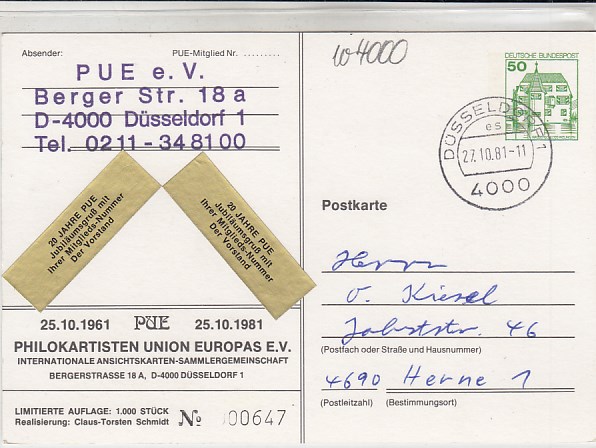 Absender:
PUE-Mitglied Nr. .........
PUE e. V.
Berger Str. 18 a
D-4000 Düsseldorf 1
Tel. 0211-348100
20 JAHRE PUE
Jubiläumsgruß mit
Ihrer Mitglieds-Nummer
Der Vorstand
20 JAHRE PUE
Jubiläumsgruß mit
Ihrer Mitglieds-Nummer
Der Vorstand
25.10.1961 PUE 25.10.1981
PHILOKARTISTEN UNION EUROPAS E.V.
INTERNATIONALE ANSICHTSKARTEN-SAMMLERGEMEINSCHAFT
BERGERSTRASSE 18 A, D-4000 DÜSSELDORF 1
LIMITIERTE AUFLAGE: 1.000 STÜCK
Realisierung: Claus-Torsten Schmidt
No 00647
4000
DEUTSCHE BUNDESPOST
50
DÜSSELDORF 1
es
27.10.81-11
4000
Postkarte
Herrn
V. Kiesel
46
(Postfach oder Straße und Hausnummer)
4690 Herne 1
(Postleitzahl) (Bestimmungsort)